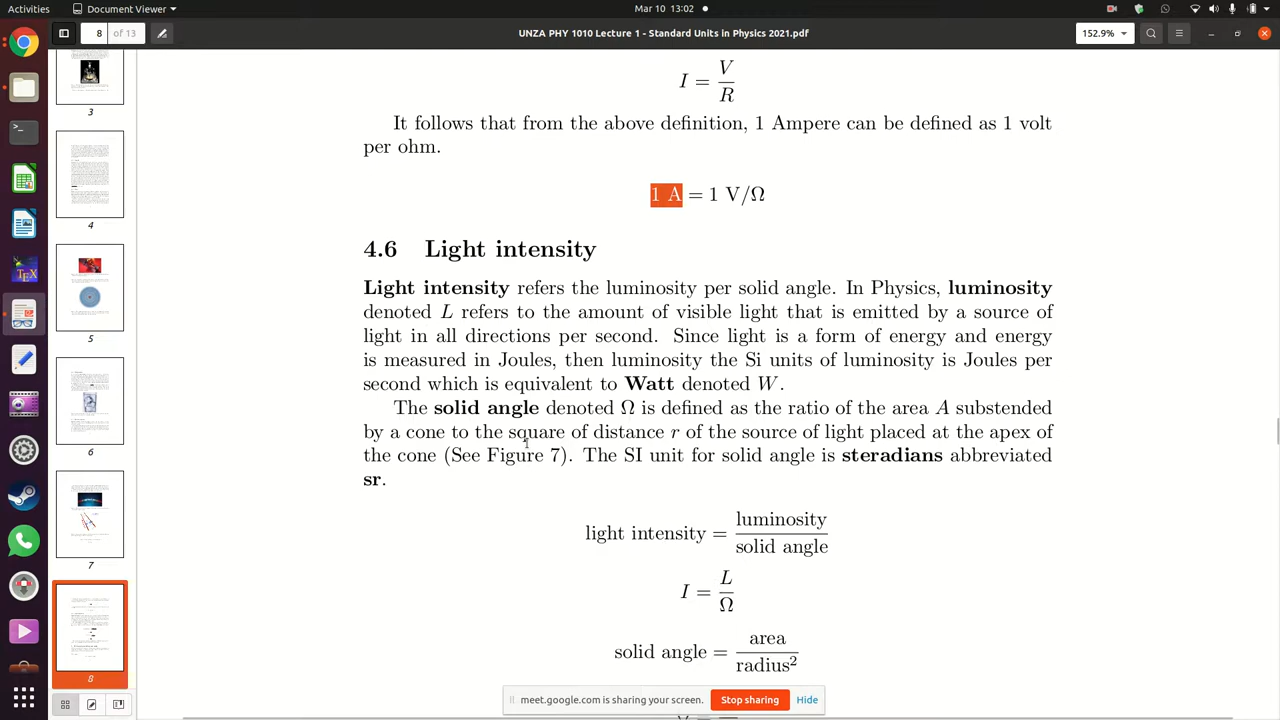 Activities
Document Viewer
Mar 10 13:02
8 of 13
UNZA PHY 1010 Lecture 1 - Standard Units in Physics 2021.pdf
152.9%
3
4
5
6
7
8
I = V/R
It follows that from the above definition, 1 Ampere can be defined as 1 volt
per ohm.
1 A = 1 V/Ω
4.6 Light intensity
Light intensity refers the luminosity per solid angle. In Physics, luminosity
denoted L refers to the amount of visible light that is emitted by a source of
light in all directions per second. Since light is a form of energy and energy
is measured in Joules, then luminosity the Si units of luminosity is Joules per
second which is equivalent to Watt denoted W.
The solid angle denoted Ω is defined as the ratio of the area A substended
by a cone to the square of distance r of the source of light placed at the apex of
the cone (See Figure 7). The SI unit for solid angle is steradians abbreviated
sr.
light intensity = luminosity/solid angle
I = L/Ω
solid angle = area/radius²
meet.google.com is sharing your screen.
Stop sharing
Hide